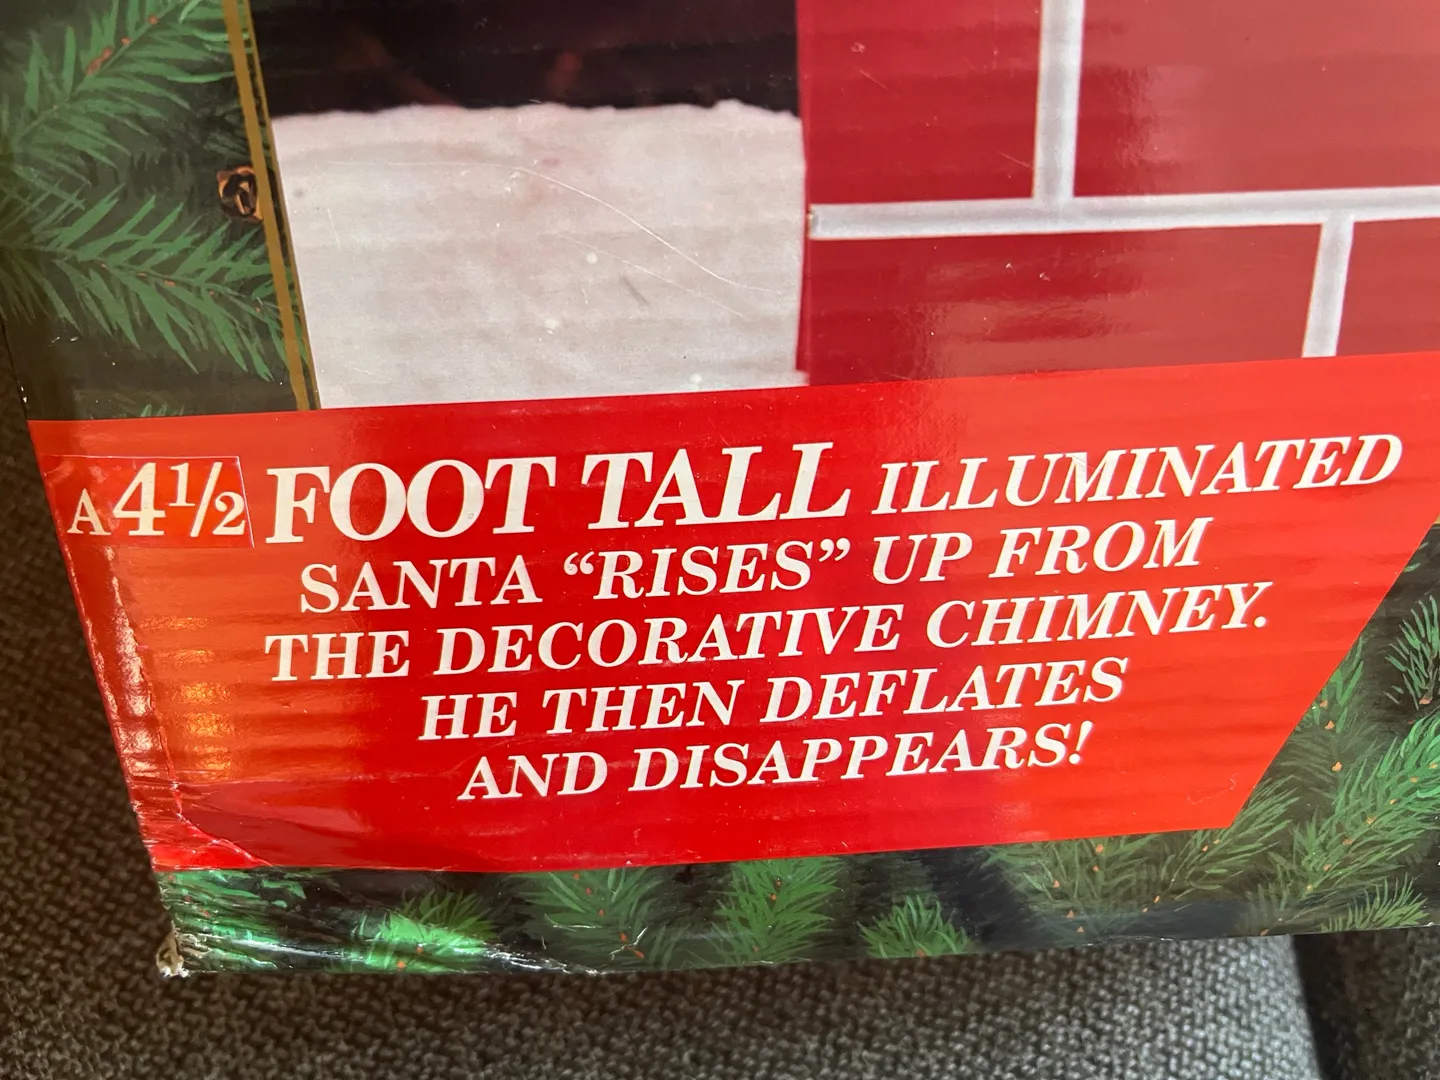 A 4½ FOOT TALL ILLUMINATED
SANTA “RISES” UP FROM
THE DECORATIVE CHIMNEY.
HE THEN DEFLATES
AND DISAPPEARS!